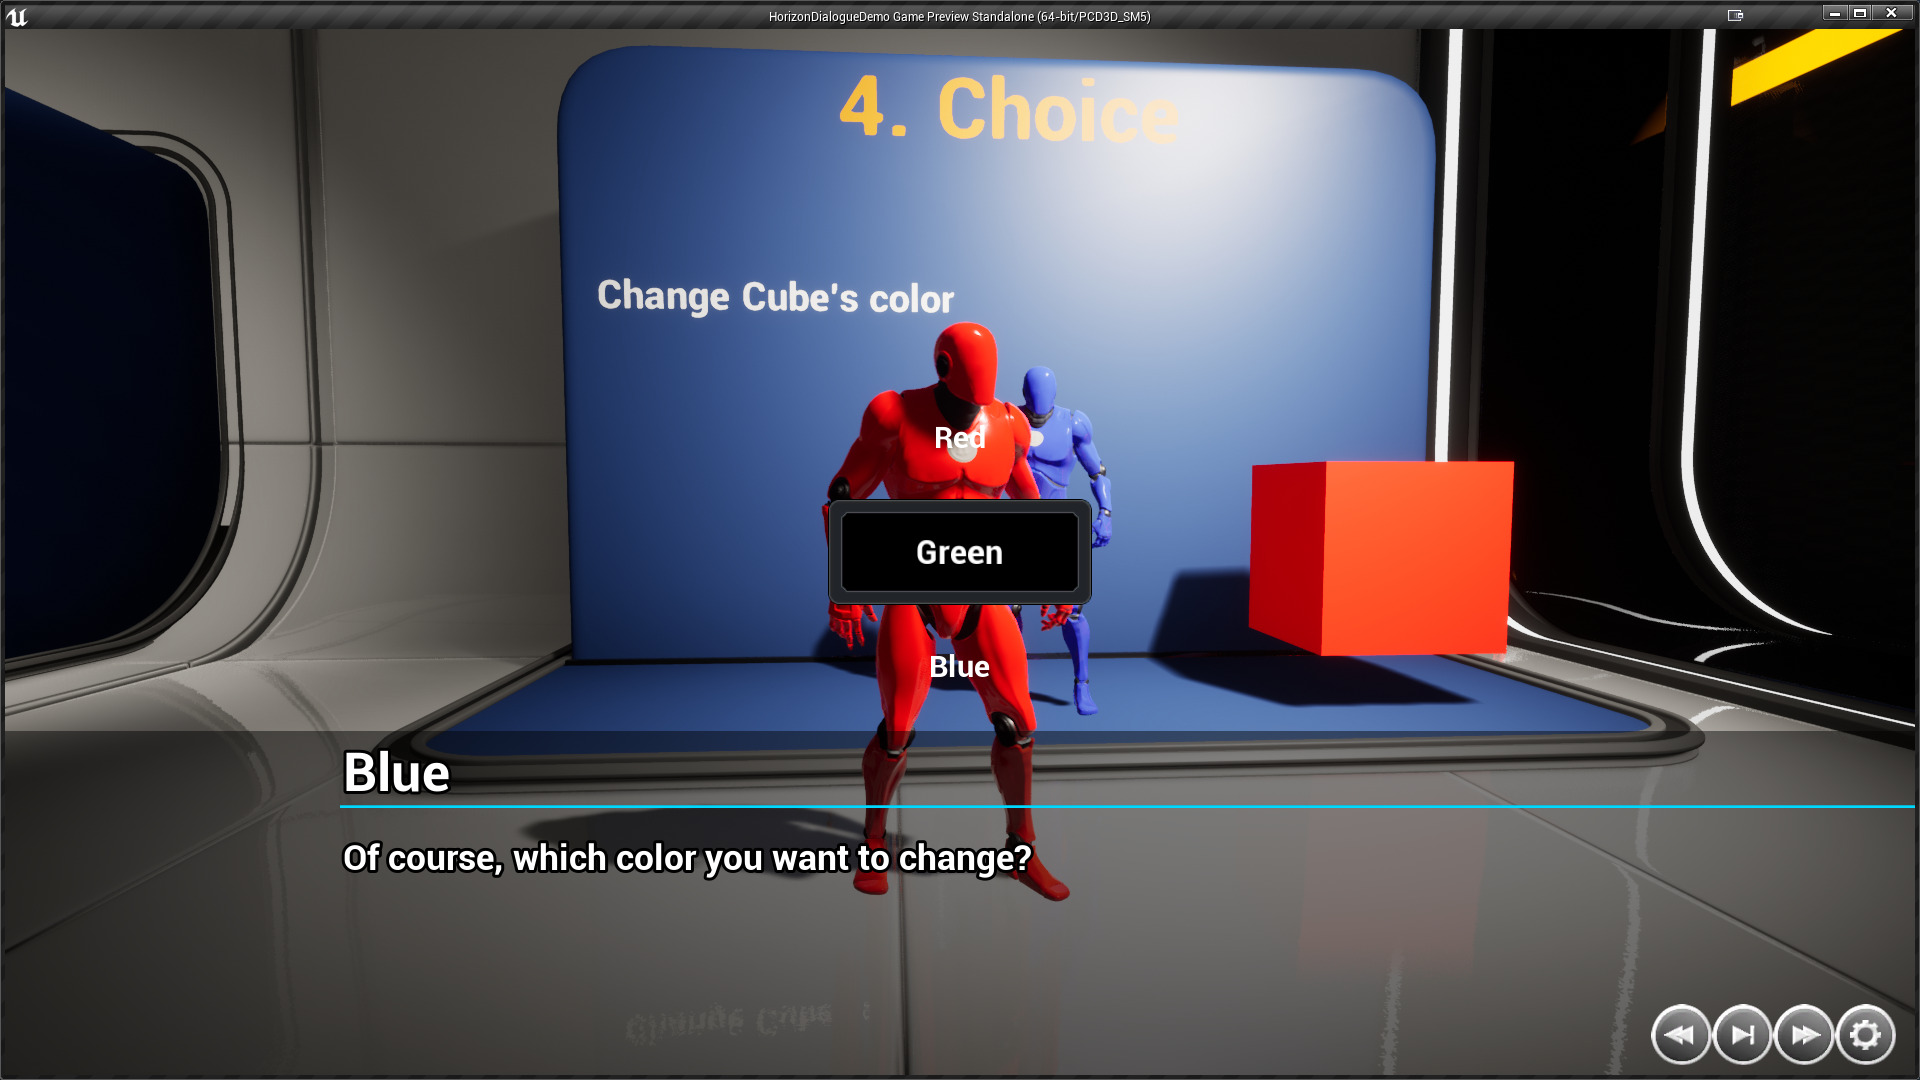 HorizonDialogueDemo Game Preview Standalone (64-bit/PCD3D_SM5)
4. Choice
Change Cube's color
Red
Green
Blue
Blue
Of course, which color you want to change?